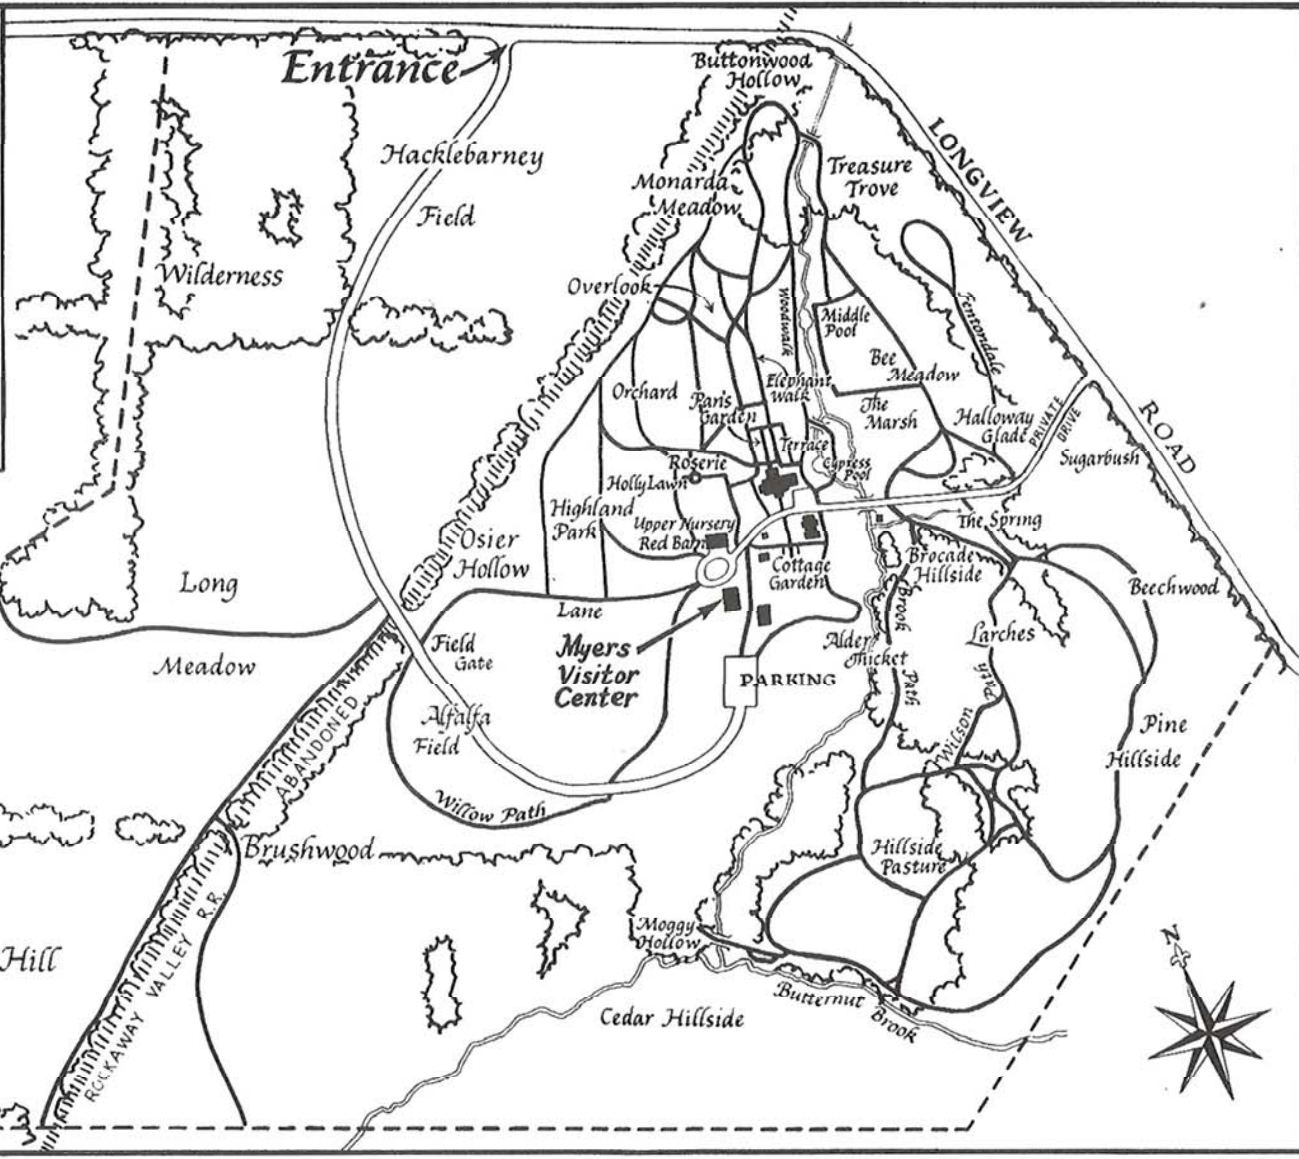 Entrance
Buttonwood
Hollow
LONGVIEW
ROAD
Hacklebarney
Field
Treasure
Trove
Monarda
Meadow
Wilderness
Overlook
Woodwalk
Middle
Pool
Fentondale
Bee
Meadow
Elephant
Walk
Orchard
Pan's
Garden
The
Marsh
Halloway
Glade
PRIVATE
DRIVE
Sugarbush
Terrace
Roserie
Cypress
Pool
Holly Lawn
Highland
Park
Upper Nursery
Red Barn
The Spring
Osier
Hollow
Brocade
Hillside
Cottage
Garden
Long
Meadow
Lane
Beechwood
Brook
Path
Larches
Field
Gate
Myers
Visitor
Center
Alder
Thicket
PARKING
Wilson
Path
Alfalfa
Field
Pine
Hillside
ABANDONED
ROCKAWAY VALLEY R.R.
Willow Path
Brushwood
Hillside
Pasture
Moggy
Hollow
Hill
Butternut
Brook
Cedar Hillside
N